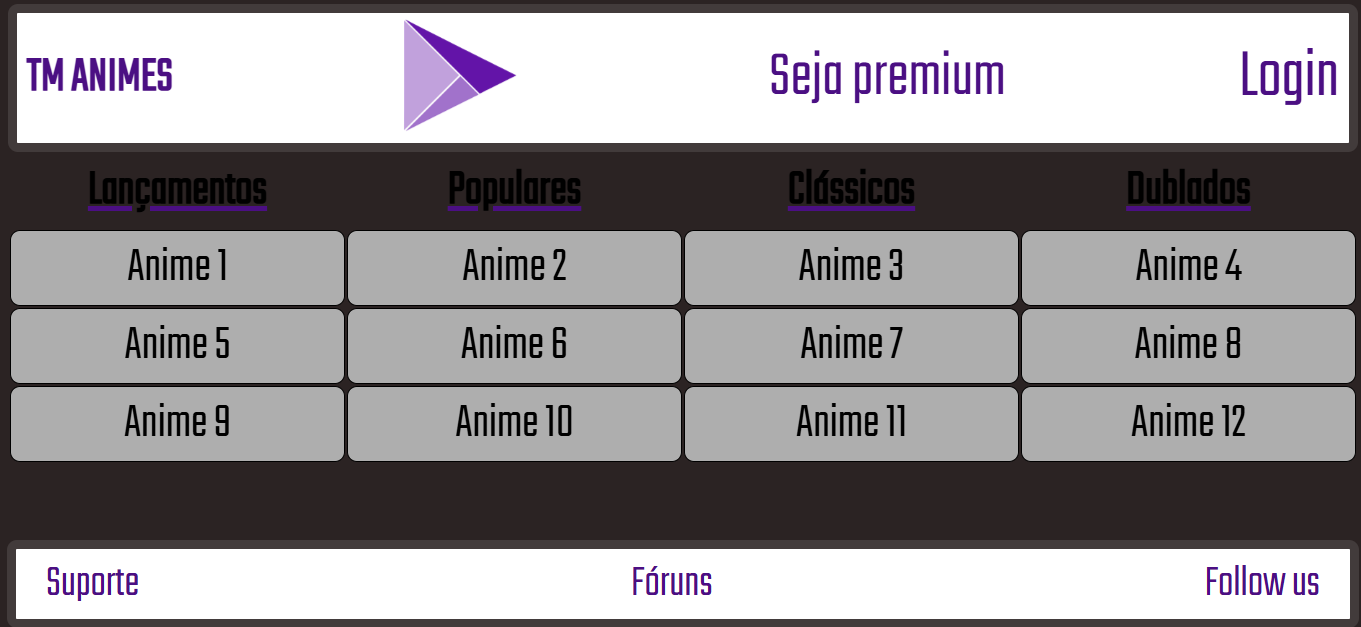 TM ANIMES Seja premium Login
Lançamentos Populares Clássicos Dublados
Anime 1 Anime 2 Anime 3 Anime 4
Anime 5 Anime 6 Anime 7 Anime 8
Anime 9 Anime 10 Anime 11 Anime 12
Suporte Fóruns Follow us